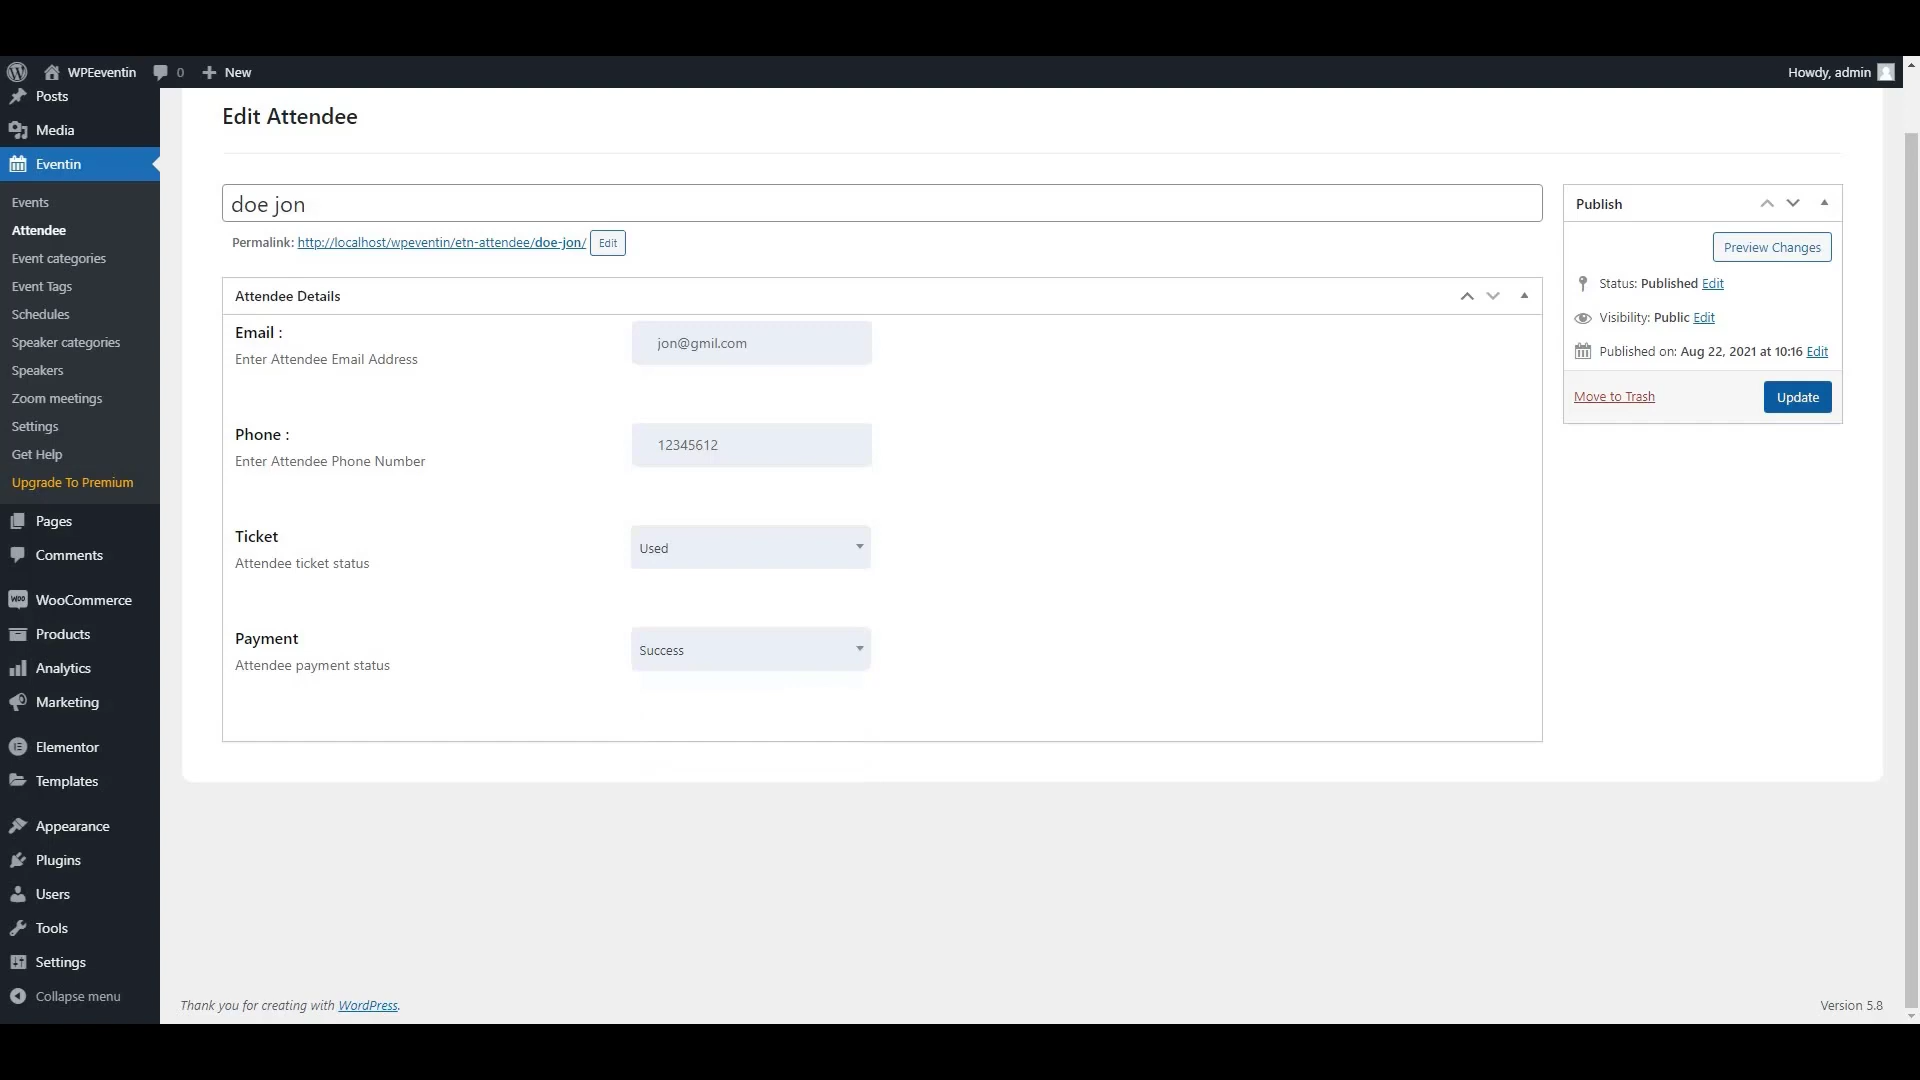 WPEeventin 0 New Howdy, admin
Posts
Media
Eventin
Events
Attendee
Event categories
Event Tags
Schedules
Speaker categories
Speakers
Zoom meetings
Settings
Get Help
Upgrade To Premium
Pages
Comments
WooCommerce
Products
Analytics
Marketing
Elementor
Templates
Appearance
Plugins
Users
Tools
Settings
Collapse menu
Edit Attendee
doe jon
Permalink: http://localhost/wpeventin/etn-attendee/doe-jon/ Edit
Attendee Details
Email :
Enter Attendee Email Address
jon@gmil.com
Phone :
Enter Attendee Phone Number
12345612
Ticket
Attendee ticket status
Used
Payment
Attendee payment status
Success
Publish
Preview Changes
Status: Published Edit
Visibility: Public Edit
Published on: Aug 22, 2021 at 10:16 Edit
Move to Trash
Update
Thank you for creating with WordPress.
Version 5.8